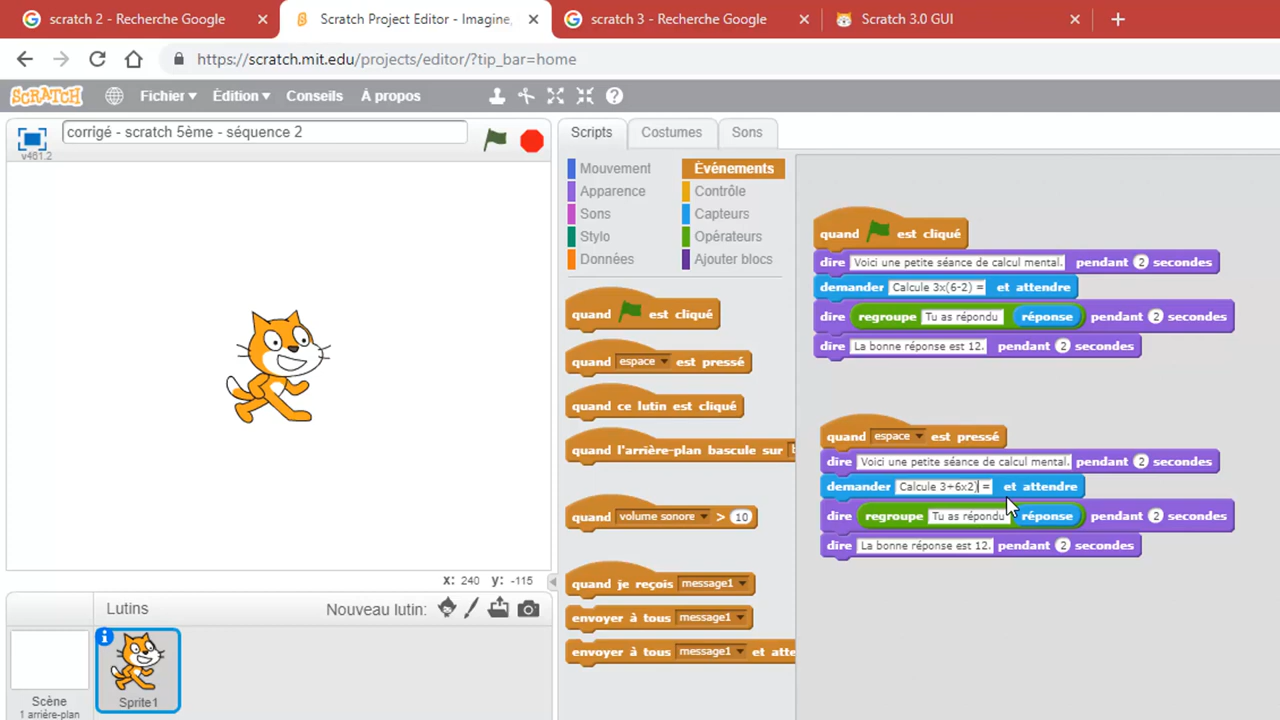 scratch 2 - Recherche Google
Scratch Project Editor - Imagine,
scratch 3 - Recherche Google
Scratch 3.0 GUI
https://scratch.mit.edu/projects/editor/?tip_bar=home
SCRATCH
Fichier
Édition
Conseils
À propos
corrigé - scratch 5ème - séquence 2
v461.2
Scripts
Costumes
Sons
Mouvement
Évènements
Apparence
Contrôle
Sons
Capteurs
Stylo
Opérateurs
Données
Ajouter blocs
quand est cliqué
quand espace est pressé
quand ce lutin est cliqué
quand l'arrière-plan bascule sur
quand volume sonore > 10
quand je reçois message1
envoyer à tous message1
envoyer à tous message1 et atte
quand est cliqué
dire Voici une petite séance de calcul mental. pendant 2 secondes
demander Calcule 3x(6-2) = et attendre
dire regroupe Tu as répondu réponse pendant 2 secondes
dire La bonne réponse est 12. pendant 2 secondes
quand espace est pressé
dire Voici une petite séance de calcul mental. pendant 2 secondes
demander Calcule 3+6x2) = et attendre
dire regroupe Tu as répondu réponse pendant 2 secondes
dire La bonne réponse est 12. pendant 2 secondes
x: 240 y: -115
Lutins
Nouveau lutin:
Scène
1 arrière-plan
Sprite1